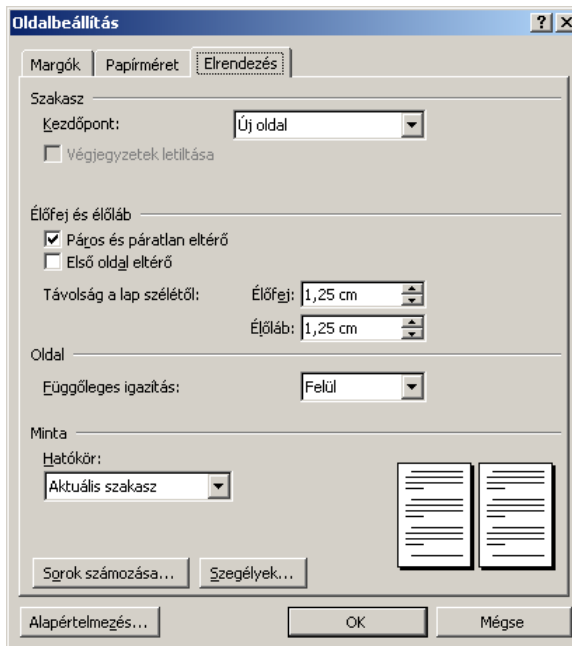 Oldalbeállítás
Margók Papírméret Elrendezés
Szakasz
Kezdőpont: Új oldal
Végjegyzetek letiltása
Élőfej és élőláb
Páros és páratlan eltérő
Első oldal eltérő
Távolság a lap szélétől: Élőfej: 1,25 cm
Élőláb: 1,25 cm
Oldal
Függőleges igazítás: Felül
Minta
Hatókör:
Aktuális szakasz
Sorok számozása... Szegélyek...
Alapértelmezés... OK Mégse